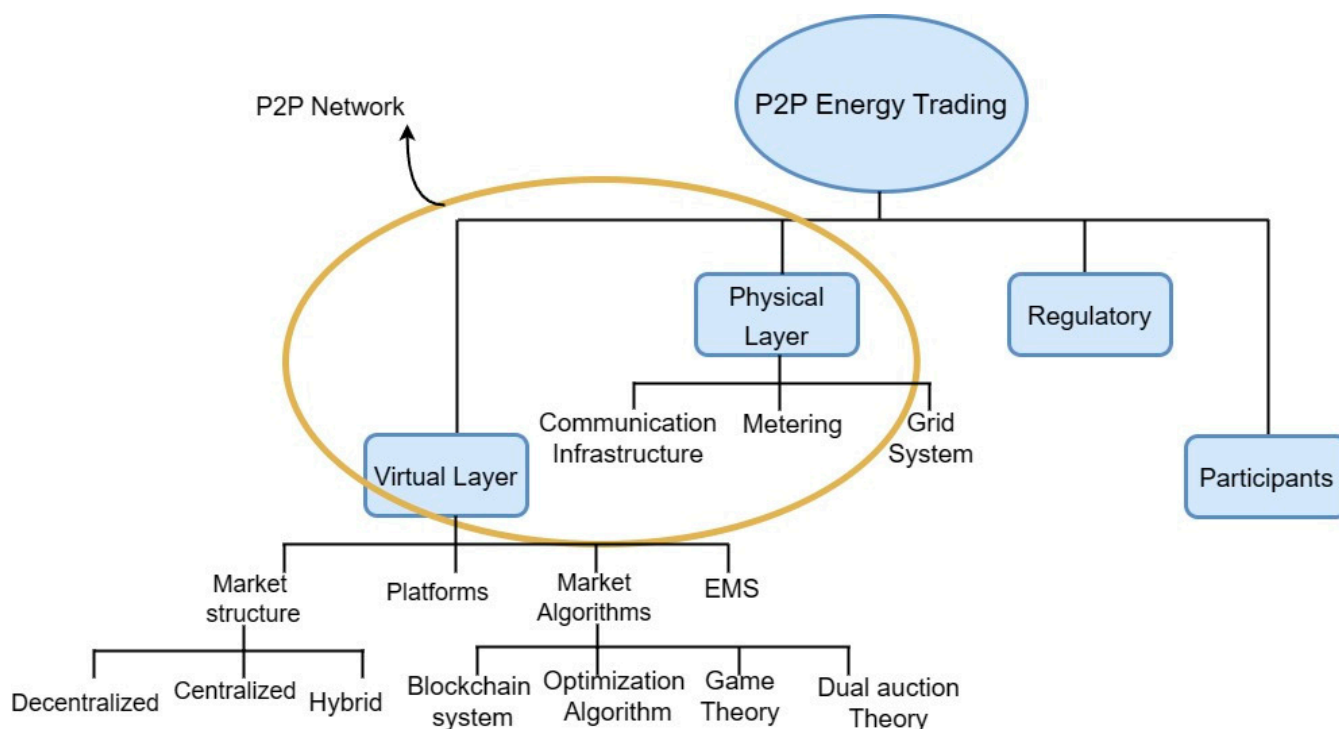 P2P Energy Trading
P2P Network
Physical
Layer
Regulatory
Communication
Infrastructure
Metering
Grid
System
Virtual Layer
Participants
Market
structure
Platforms
Market
Algorithms
EMS
Decentralized
Centralized
Hybrid
Blockchain
system
Optimization
Algorithm
Game
Theory
Dual auction
Theory